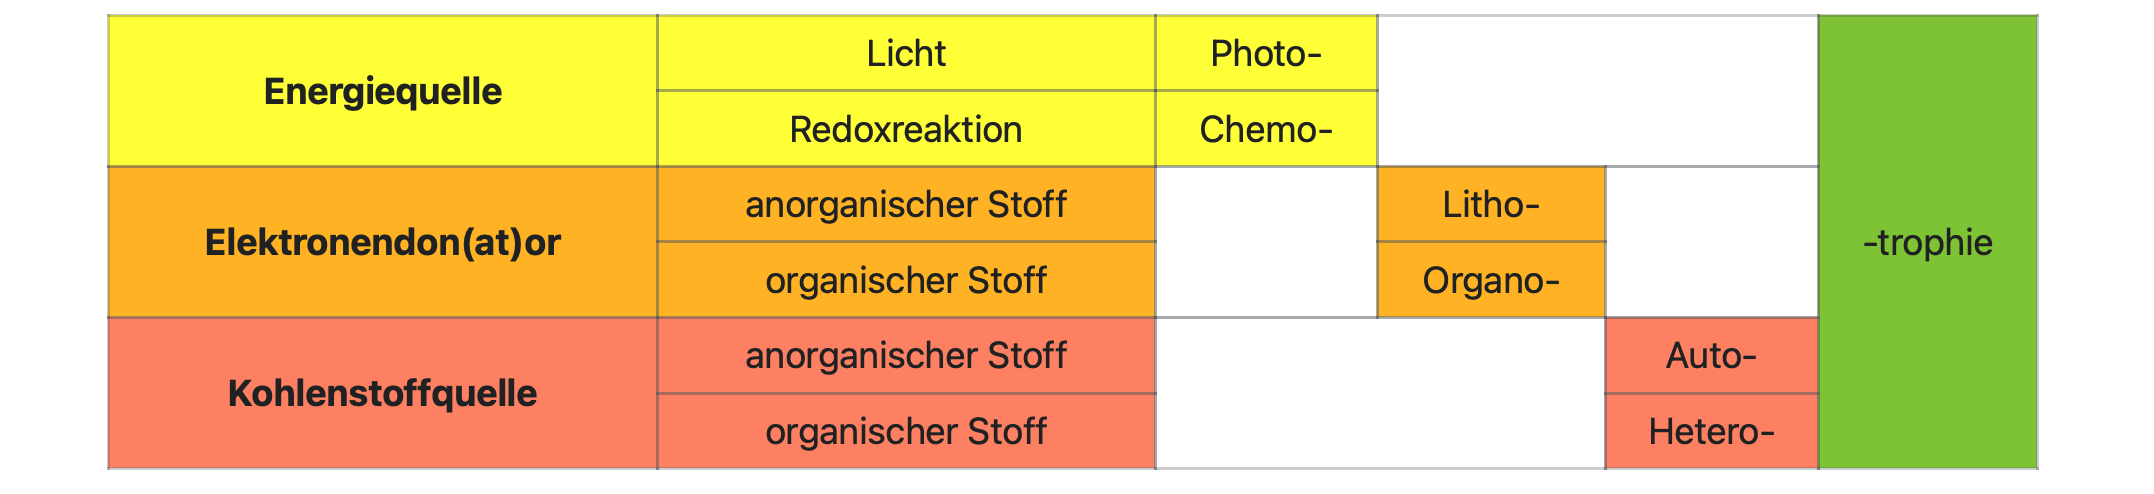 Energiequelle
Licht
Photo-
Redoxreaktion
Chemo-
Elektronendon(at)or
anorganischer Stoff
Litho-
organischer Stoff
Organo-
Kohlenstoffquelle
anorganischer Stoff
Auto-
organischer Stoff
Hetero-
-trophie